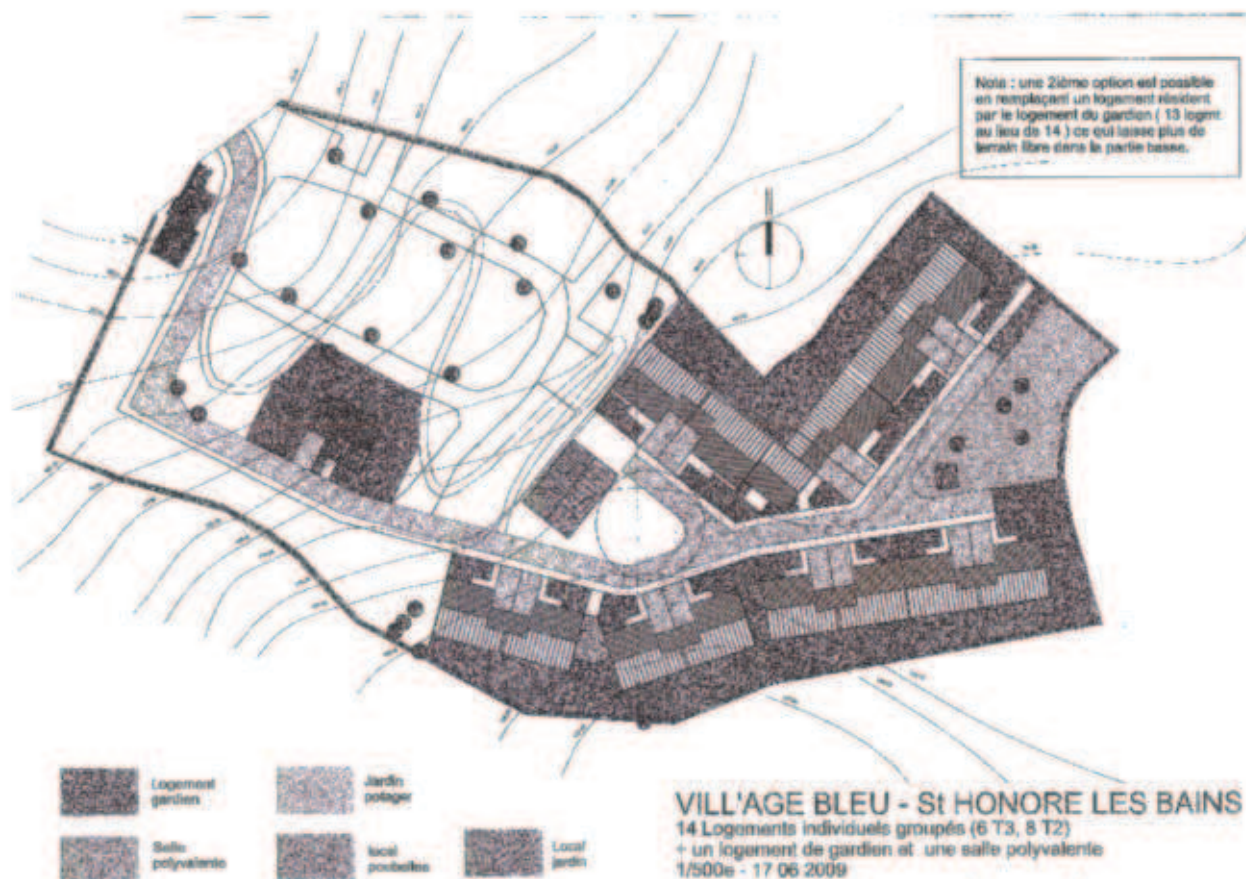 Nota : une 2ième option est possible
en remplaçant un logement résident
par le logement du gardien ( 13 logmt
au lieu de 14 ) ce qui laisse plus de
terrain libre dans la partie basse.
Logement
gardien
Jardin
potager
Salle
polyvalente
local
poubelles
Local
jardin
VILL'AGE BLEU - St HONORE LES BAINS
14 Logements individuels groupés (6 T3, 8 T2)
+ un logement de gardien et une salle polyvalente
1/500e - 17 06 2009